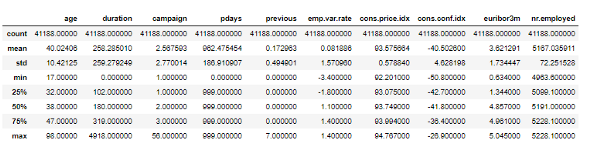 age duration campaign pdays previous emp.var.rate cons.price.idx cons.conf.idx euribor3m nr.employed
count 41188.00000 41188.000000 41188.000000 41188.000000 41188.000000 41188.000000 41188.000000 41188.000000 41188.000000 41188.000000
mean 40.02406 258.285010 2.567593 962.475454 0.172963 0.081886 93.575664 -40.502600 3.621291 5167.035911
std 10.42125 259.279249 2.770014 186.910907 0.494901 1.570960 0.578840 4.628198 1.734447 72.251528
min 17.00000 0.000000 1.000000 0.000000 0.000000 -3.400000 92.201000 -50.800000 0.634000 4963.600000
25% 32.00000 102.000000 1.000000 999.000000 0.000000 -1.800000 93.075000 -42.700000 1.344000 5099.100000
50% 38.00000 180.000000 2.000000 999.000000 0.000000 1.100000 93.749000 -41.800000 4.857000 5191.000000
75% 47.00000 319.000000 3.000000 999.000000 0.000000 1.400000 93.994000 -36.400000 4.961000 5228.100000
max 98.00000 4918.000000 56.000000 999.000000 7.000000 1.400000 94.767000 -26.900000 5.045000 5228.100000